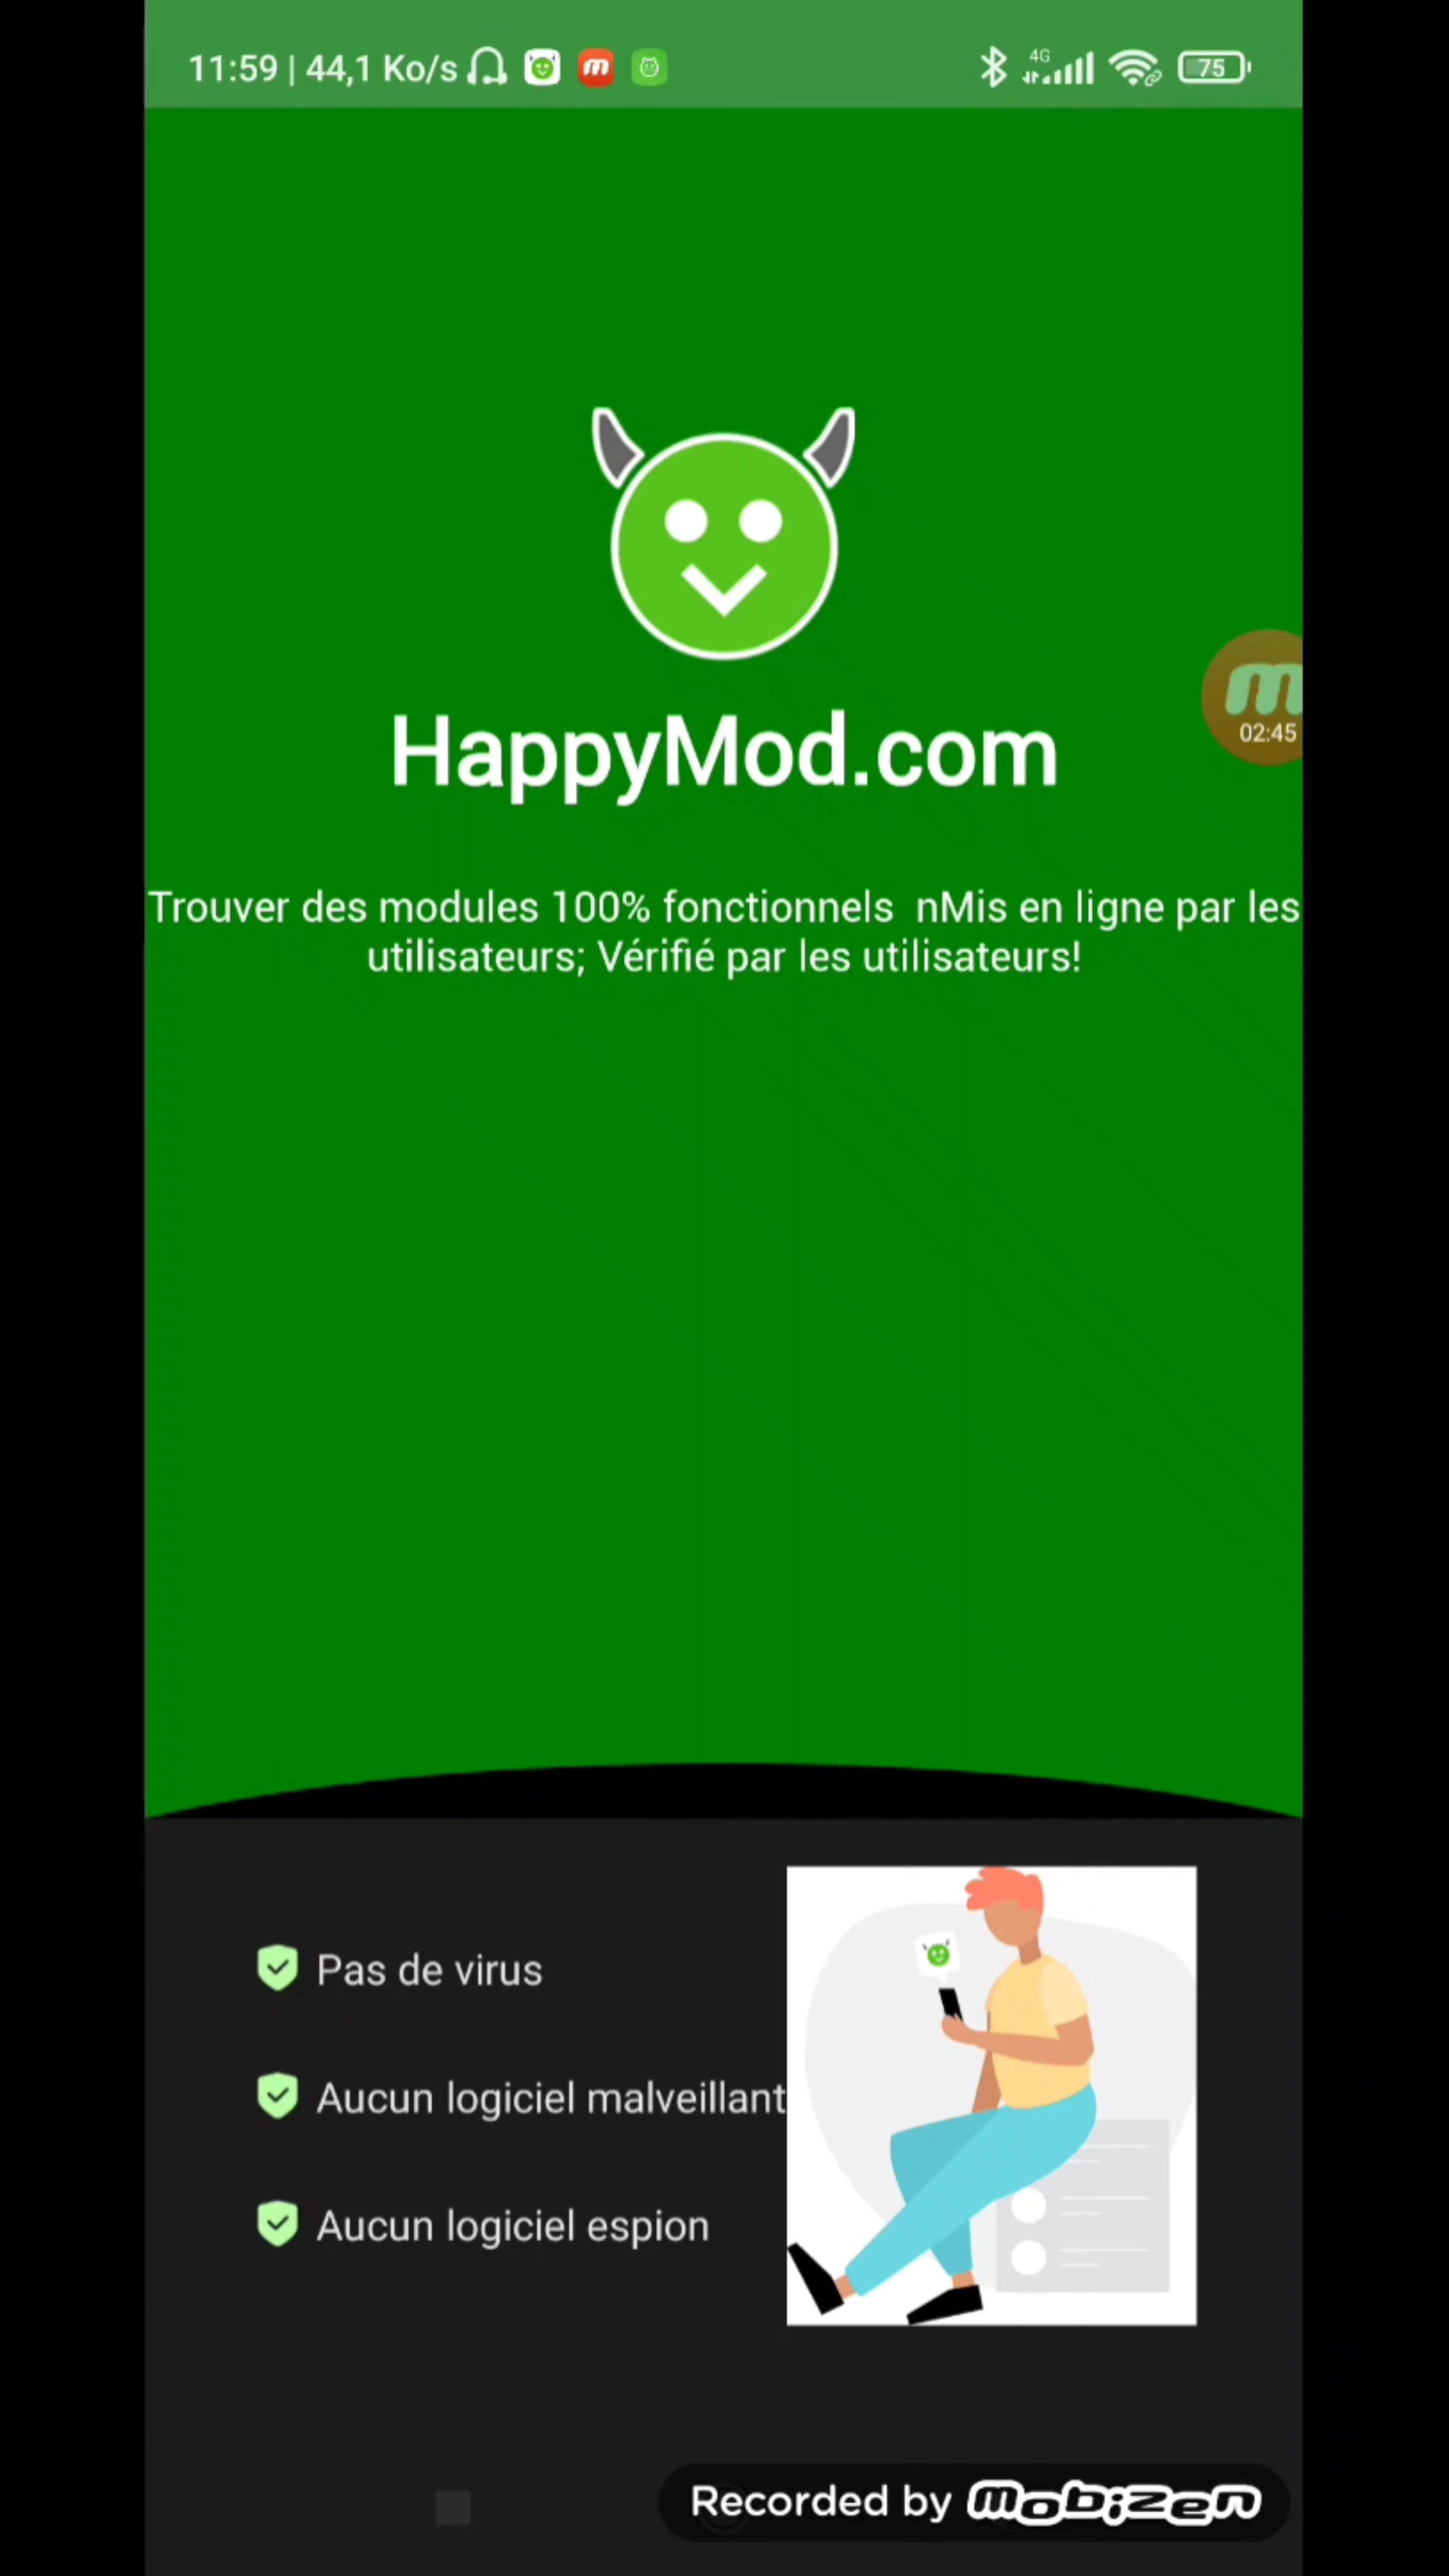 11:59 | 44,1 Ko/s
4G
75
HappyMod.com
m
02:45
Trouver des modules 100% fonctionnels  nMis en ligne par les
utilisateurs; Vérifié par les utilisateurs!
Pas de virus
Aucun logiciel malveillant
Aucun logiciel espion
Recorded by mobizen